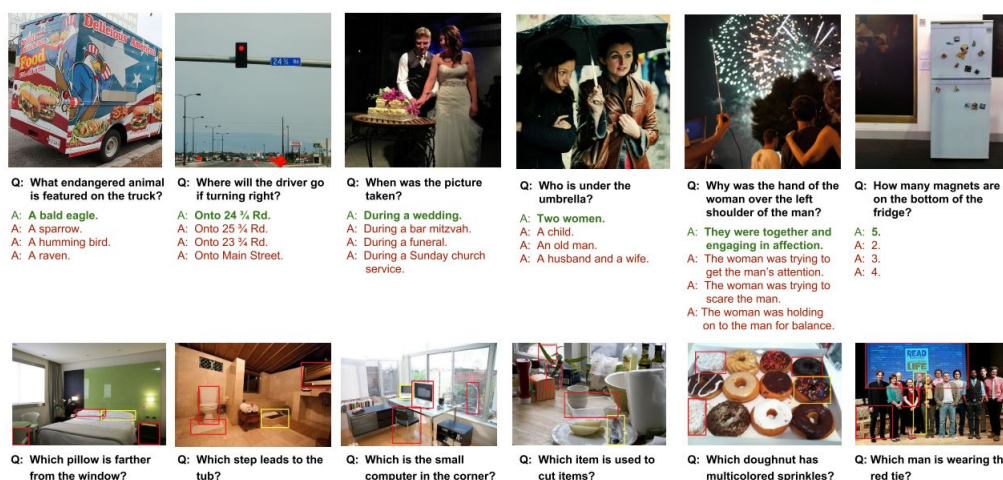 Delicious American
Food
24 ¾ Rd
READ
LIFE
Q: What endangered animal
is featured on the truck?
A: A bald eagle.
A: A sparrow.
A: A humming bird.
A: A raven.
Q: Where will the driver go
if turning right?
A: Onto 24 ¾ Rd.
A: Onto 25 ¾ Rd.
A: Onto 23 ¾ Rd.
A: Onto Main Street.
Q: When was the picture
taken?
A: During a wedding.
A: During a bar mitzvah.
A: During a funeral.
A: During a Sunday church
service.
Q: Who is under the
umbrella?
A: Two women.
A: A child.
A: An old man.
A: A husband and a wife.
Q: Why was the hand of the
woman over the left
shoulder of the man?
A: They were together and
engaging in affection.
A: The woman was trying to
get the man's attention.
A: The woman was trying to
scare the man.
A: The woman was holding
on to the man for balance.
Q: How many magnets are
on the bottom of the
fridge?
A: 5.
A: 2.
A: 3.
A: 4.
Q: Which pillow is farther
from the window?
Q: Which step leads to the
tub?
Q: Which is the small
computer in the corner?
Q: Which item is used to
cut items?
Q: Which doughnut has
multicolored sprinkles?
Q: Which man is wearing th
red tie?